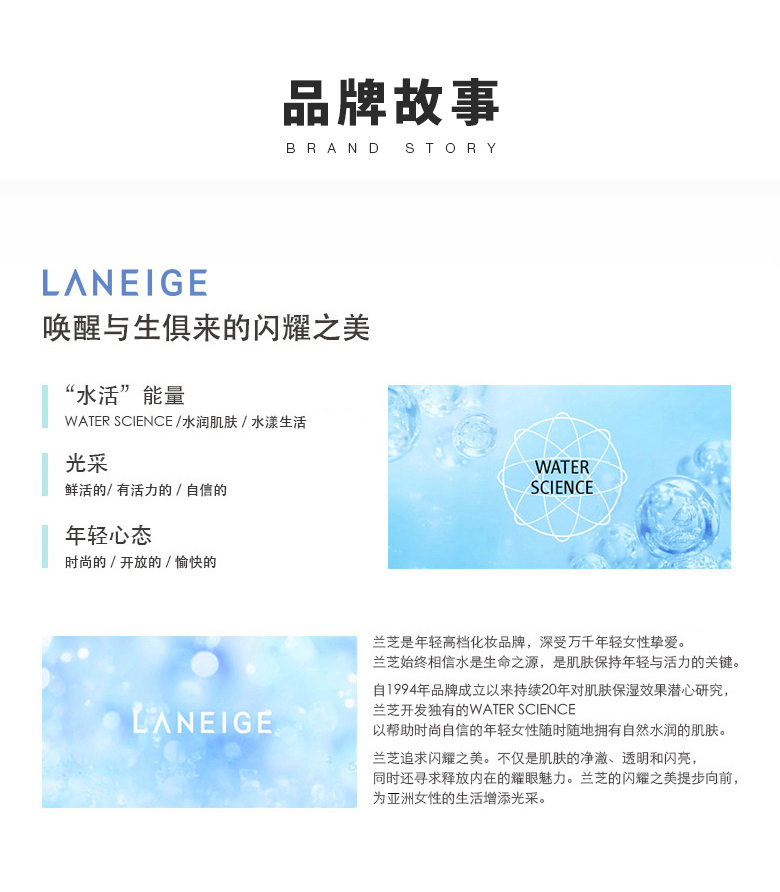 品牌故事
BRAND STORY
LANEIGE
唤醒与生俱来的闪耀之美
“水活”能量
WATER SCIENCE /水润肌肤 / 水漾生活
光采
鲜活的/ 有活力的 / 自信的
年轻心态
时尚的 / 开放的 / 愉快的
WATER
SCIENCE
LANEIGE
兰芝是年轻高档化妆品牌，深受万千年轻女性挚爱。
兰芝始终相信水是生命之源，是肌肤保持年轻与活力的关键。
自1994年品牌成立以来持续20年对肌肤保湿效果潜心研究，
兰芝开发独有的WATER SCIENCE
以帮助时尚自信的年轻女性随时随地拥有自然水润的肌肤。
兰芝追求闪耀之美。不仅是肌肤的净澈、透明和闪亮，
同时还寻求释放内在的耀眼魅力。兰芝的闪耀之美提步向前，
为亚洲女性的生活增添光采。